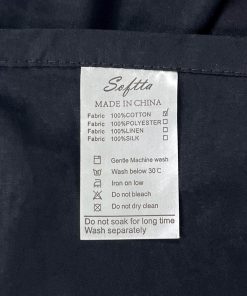 Softta
MADE IN CHINA
Fabric 100%COTTON
Fabric 100%POLYESTER
Fabric 100%LINEN
Fabric 100%SILK
Gentle Machine wash
Wash below 30℃
Iron on low
Do not bleach
Do not dry clean
Do not soak for long time
Wash separately